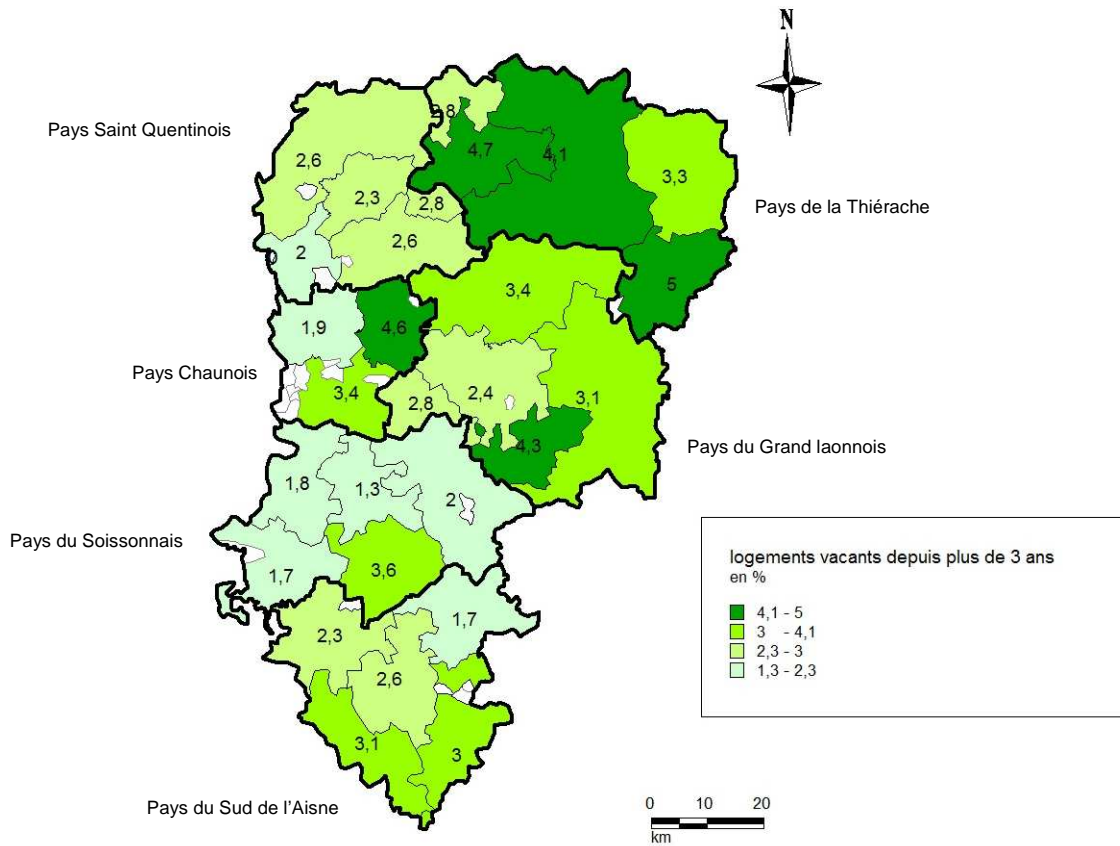 N
Pays Saint Quentinois
2,8
2,6
4,7
4,1
3,3
2,3
2,8
Pays de la Thiérache
2,6
2
5
3,4
1,9
4,6
Pays Chaunois
3,4
2,8
2,4
3,1
4,3
Pays du Grand laonnois
1,8
1,3
2
Pays du Soissonnais
1,7
3,6
logements vacants depuis plus de 3 ans
en %
4,1 - 5
3 - 4,1
2,3 - 3
1,3 - 2,3
1,7
2,3
2,6
3,1
3
Pays du Sud de l’Aisne
0 10 20
km